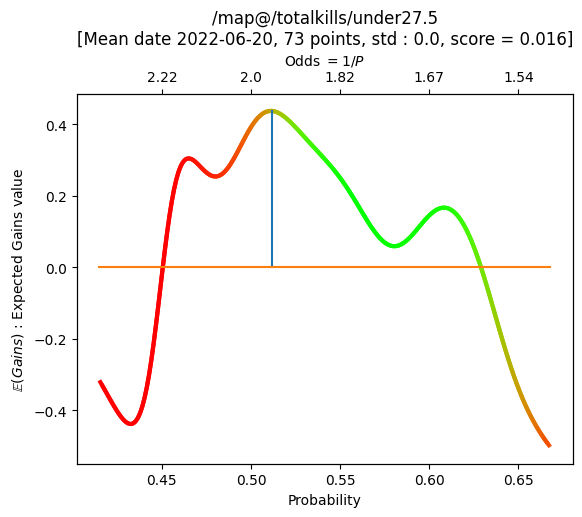 /map@/totalkills/under27.5
[Mean date 2022-06-20, 73 points, std : 0.0, score = 0.016]
Odds = 1/P
2.22 2.0 1.82 1.67 1.54
0.4
0.2
0.0
−0.2
−0.4
𝔼(Gains) : Expected Gains value
0.45 0.50 0.55 0.60 0.65
Probability